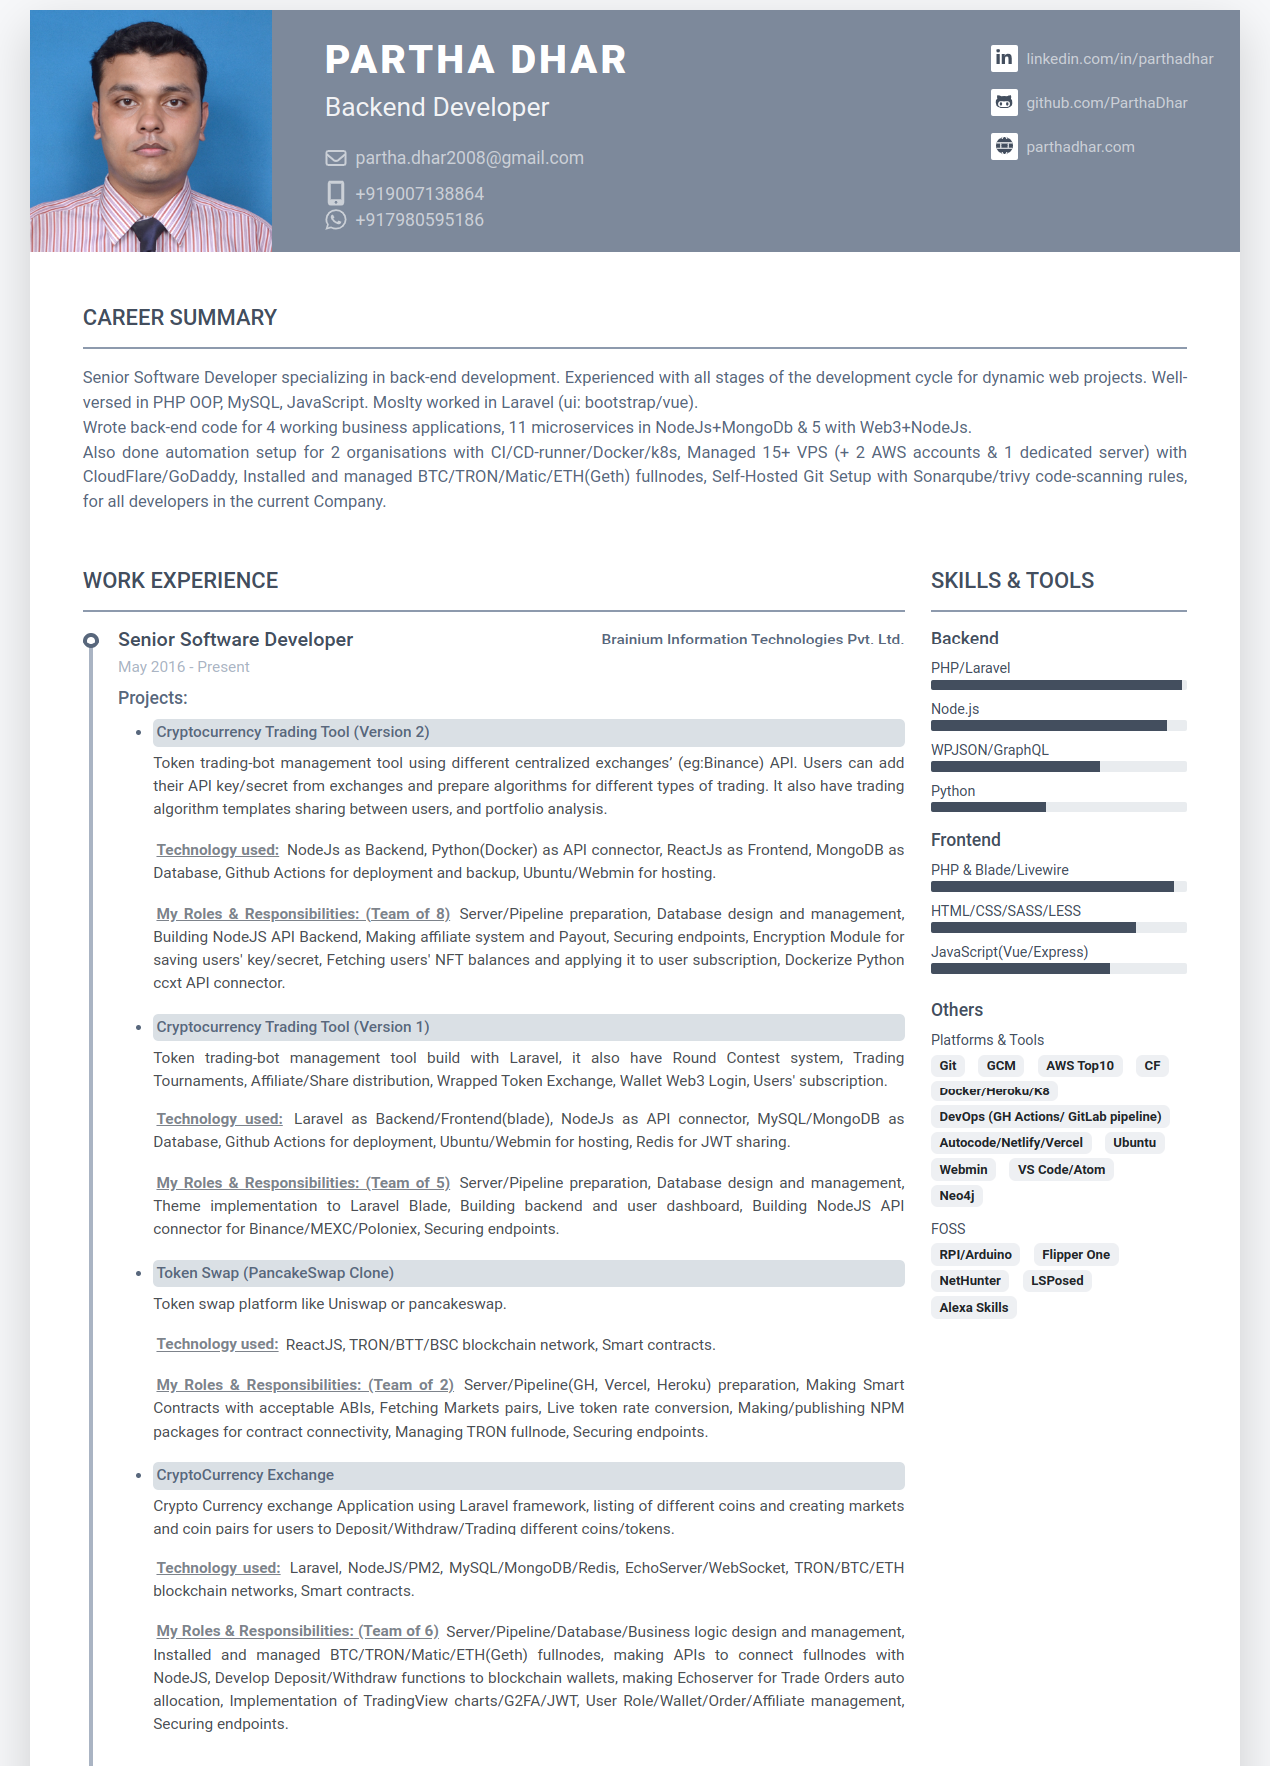 PARTHA DHAR
Backend Developer
partha.dhar2008@gmail.com
+919007138864
+917980595186
linkedin.com/in/parthadhar
github.com/ParthaDhar
parthadhar.com
CAREER SUMMARY
Senior Software Developer specializing in back-end development. Experienced with all stages of the development cycle for dynamic web projects. Well-
versed in PHP OOP, MySQL, JavaScript. Moslty worked in Laravel (ui: bootstrap/vue).
Wrote back-end code for 4 working business applications, 11 microservices in NodeJs+MongoDb & 5 with Web3+NodeJs.
Also done automation setup for 2 organisations with CI/CD-runner/Docker/k8s, Managed 15+ VPS (+ 2 AWS accounts & 1 dedicated server) with
CloudFlare/GoDaddy, Installed and managed BTC/TRON/Matic/ETH(Geth) fullnodes, Self-Hosted Git Setup with Sonarqube/trivy code-scanning rules,
for all developers in the current Company.
WORK EXPERIENCE
Senior Software Developer
Brainium Information Technologies Pvt. Ltd.
May 2016 - Present
Projects:
• Cryptocurrency Trading Tool (Version 2)
Token trading-bot management tool using different centralized exchanges’ (eg:Binance) API. Users can add
their API key/secret from exchanges and prepare algorithms for different types of trading. It also have trading
algorithm templates sharing between users, and portfolio analysis.
Technology used: NodeJs as Backend, Python(Docker) as API connector, ReactJs as Frontend, MongoDB as
Database, Github Actions for deployment and backup, Ubuntu/Webmin for hosting.
My Roles & Responsibilities: (Team of 8) Server/Pipeline preparation, Database design and management,
Building NodeJS API Backend, Making affiliate system and Payout, Securing endpoints, Encryption Module for
saving users' key/secret, Fetching users' NFT balances and applying it to user subscription, Dockerize Python
ccxt API connector.
• Cryptocurrency Trading Tool (Version 1)
Token trading-bot management tool build with Laravel, it also have Round Contest system, Trading
Tournaments, Affiliate/Share distribution, Wrapped Token Exchange, Wallet Web3 Login, Users' subscription.
Technology used: Laravel as Backend/Frontend(blade), NodeJs as API connector, MySQL/MongoDB as
Database, Github Actions for deployment, Ubuntu/Webmin for hosting, Redis for JWT sharing.
My Roles & Responsibilities: (Team of 5) Server/Pipeline preparation, Database design and management,
Theme implementation to Laravel Blade, Building backend and user dashboard, Building NodeJS API
connector for Binance/MEXC/Poloniex, Securing endpoints.
• Token Swap (PancakeSwap Clone)
Token swap platform like Uniswap or pancakeswap.
Technology used: ReactJS, TRON/BTT/BSC blockchain network, Smart contracts.
My Roles & Responsibilities: (Team of 2) Server/Pipeline(GH, Vercel, Heroku) preparation, Making Smart
Contracts with acceptable ABIs, Fetching Markets pairs, Live token rate conversion, Making/publishing NPM
packages for contract connectivity, Managing TRON fullnode, Securing endpoints.
• CryptoCurrency Exchange
Crypto Currency exchange Application using Laravel framework, listing of different coins and creating markets
and coin pairs for users to Deposit/Withdraw/Trading different coins/tokens.
Technology used: Laravel, NodeJS/PM2, MySQL/MongoDB/Redis, EchoServer/WebSocket, TRON/BTC/ETH
blockchain networks, Smart contracts.
My Roles & Responsibilities: (Team of 6) Server/Pipeline/Database/Business logic design and management,
Installed and managed BTC/TRON/Matic/ETH(Geth) fullnodes, making APIs to connect fullnodes with
NodeJS, Develop Deposit/Withdraw functions to blockchain wallets, making Echoserver for Trade Orders auto
allocation, Implementation of TradingView charts/G2FA/JWT, User Role/Wallet/Order/Affiliate management,
Securing endpoints.
SKILLS & TOOLS
Backend
PHP/Laravel
Node.js
WPJSON/GraphQL
Python
Frontend
PHP & Blade/Livewire
HTML/CSS/SASS/LESS
JavaScript(Vue/Express)
Others
Platforms & Tools
Git GCM AWS Top10 CF
Docker/Heroku/K8
DevOps (GH Actions/ GitLab pipeline)
Autocode/Netlify/Vercel Ubuntu
Webmin VS Code/Atom
Neo4j
FOSS
RPI/Arduino Flipper One
NetHunter LSPosed
Alexa Skills